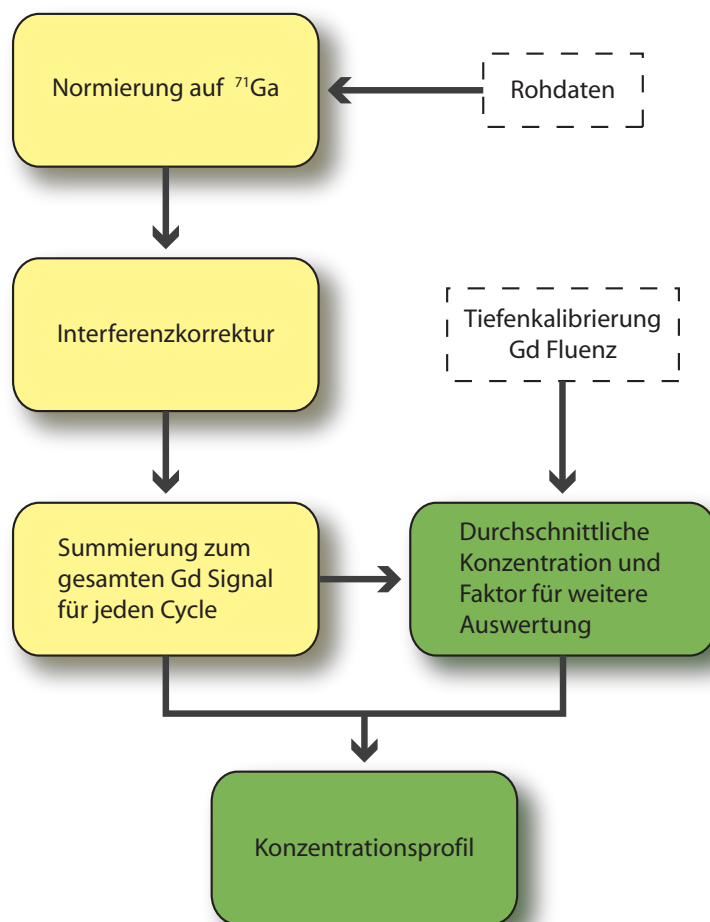 Normierung auf ⁷¹Ga
Rohdaten
Interferenzkorrektur
Tiefenkalibrierung
Gd Fluenz
Summierung zum
gesamten Gd Signal
für jeden Cycle
Durchschnittliche
Konzentration und
Faktor für weitere
Auswertung
Konzentrationsprofil